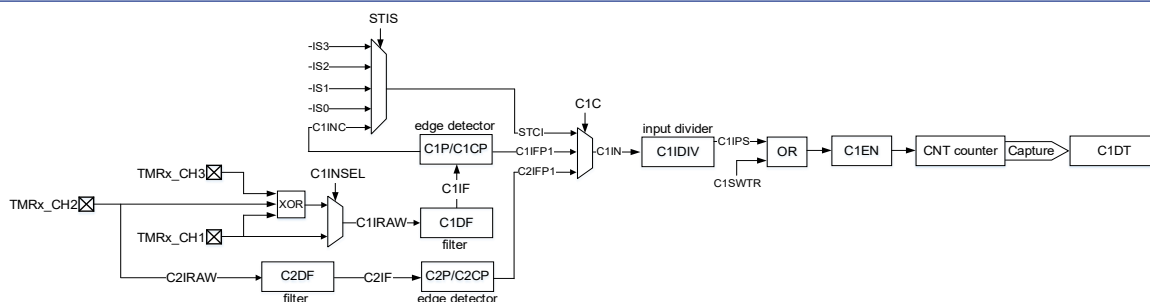 STIS
-IS3
-IS2
-IS1
-IS0
C1INC
C1C
edge detector
C1P/C1CP
STCI
C1IFP1
C2IFP1
C1IN
input divider
C1IDIV
C1IPS
C1SWTR
OR
C1EN
CNT counter
Capture
C1DT
TMRx_CH3
TMRx_CH2
TMRx_CH1
XOR
C1INSEL
C1IRAW
C1IF
C1DF
filter
C2IRAW
C2DF
filter
C2IF
C2P/C2CP
edge detector